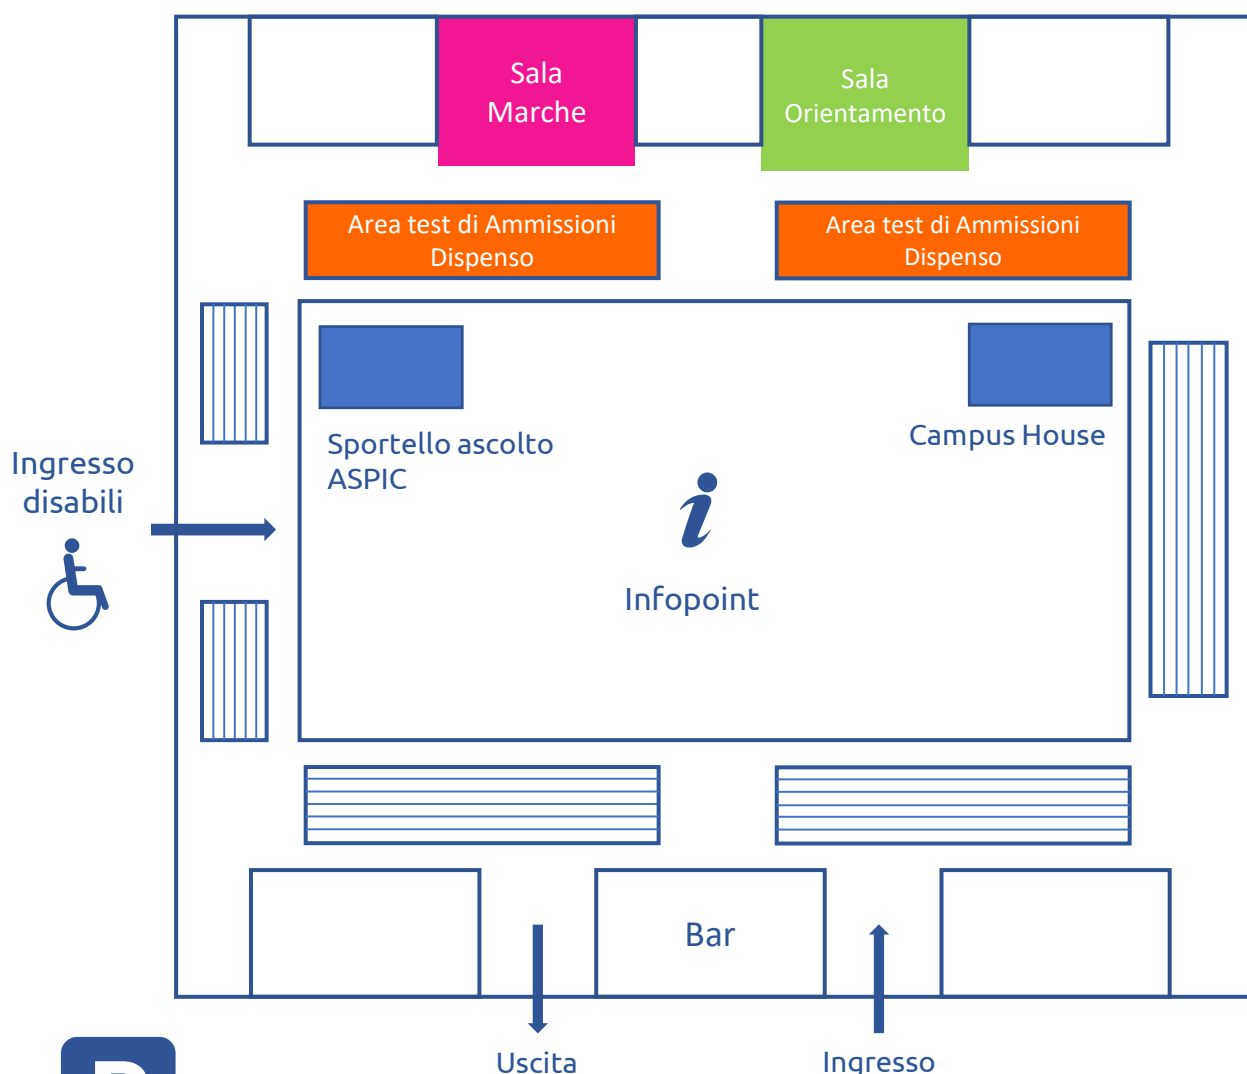 Sala
Marche
Sala
Orientamento
Area test di Ammissioni
Dispenso
Area test di Ammissioni
Dispenso
Sportello ascolto
ASPIC
Campus House
Ingresso
disabili
i
Infopoint
Bar
Uscita
Ingresso